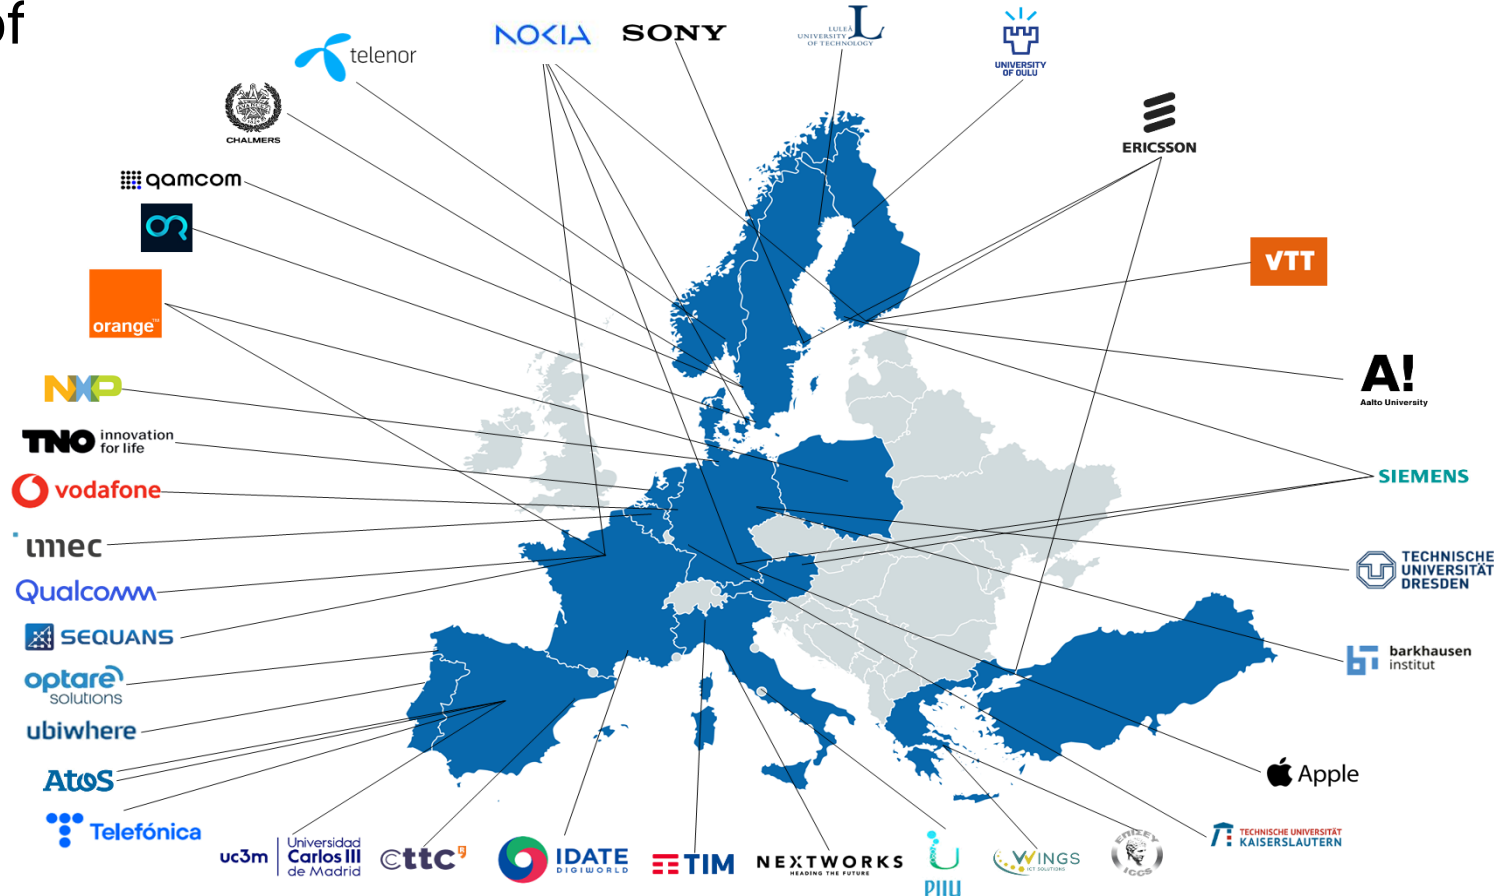 of
NOKIA
SONY
LULEÅ
UNIVERSITY
OF TECHNOLOGY
L
UNIVERSITY
OF OULU
telenor
CHALMERS
ERICSSON
qamcom
VTT
orange™
A!
Aalto University
NXP
TNO innovation
for life
vodofone
SIEMENS
imec
TECHNISCHE
UNIVERSITÄT
DRESDEN
Qualcomm
SEQUANS
barkhausen
institut
optare
solutions
ubiwhere
Atos
Apple
Telefónica
TECHNISCHE UNIVERSITÄT
KAISERSLAUTERN
uc3m
Universidad
Carlos III
de Madrid
cttc
IDATE
DIGIWORLD
TIM
NEXTWORKS
HEADING THE FUTURE
WINGS
ICT SOLUTIONS
ICCS